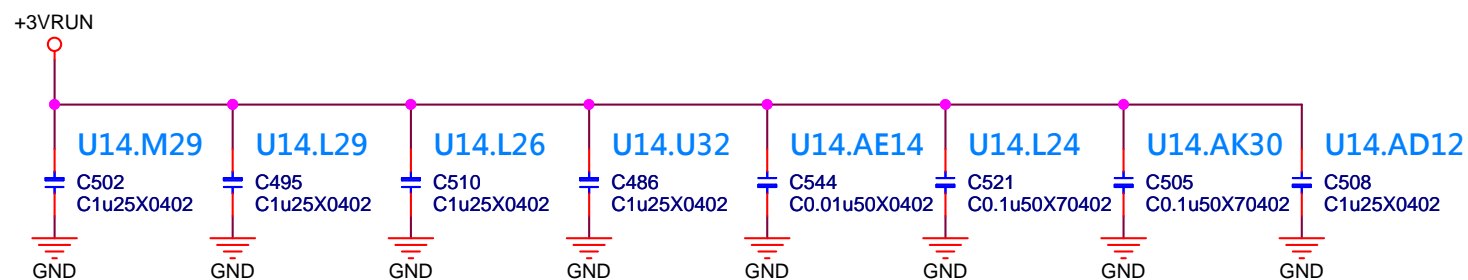 +3VRUN
U14.M29 U14.L29 U14.L26 U14.U32 U14.AE14 U14.L24 U14.AK30 U14.AD12
C502 C495 C510 C486 C544 C521 C505 C508
C1u25X0402 C1u25X0402 C1u25X0402 C1u25X0402 C0.01u50X0402 C0.1u50X70402 C0.1u50X70402 C1u25X0402
GND GND GND GND GND GND GND GND